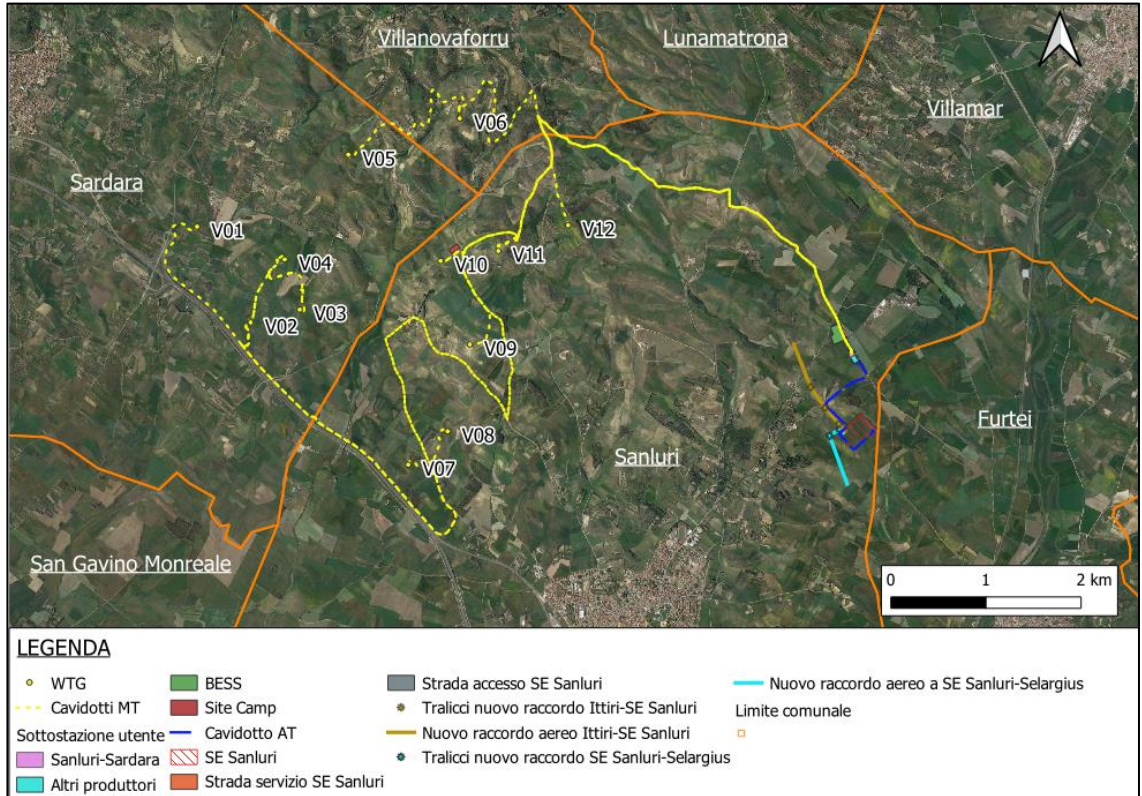 Villanovaforru
Lunamatrona
Villamar
V06
V05
Sardara
V01
V12
V11
V10
V04
V03
V02
V09
V08
V07
Sanluri
Furtei
San Gavino Monreale
0 1 2 km
LEGENDA
WTG
Cavidotti MT
Sottostazione utente
Sanluri-Sardara
Altri produttori
BESS
Site Camp
Cavidotto AT
SE Sanluri
Strada servizio SE Sanluri
Strada accesso SE Sanluri
Tralicci nuovo raccordo Ittiri-SE Sanluri
Nuovo raccordo aereo Ittiri-SE Sanluri
Tralicci nuovo raccordo SE Sanluri-Selargius
Nuovo raccordo aereo a SE Sanluri-Selargius
Limite comunale